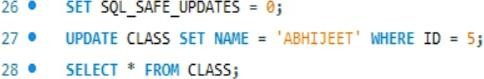 26 SET SQL_SAFE_UPDATES = 0;
27 UPDATE CLASS SET NAME = 'ABHIJEET' WHERE ID = 5;
28 SELECT * FROM CLASS;